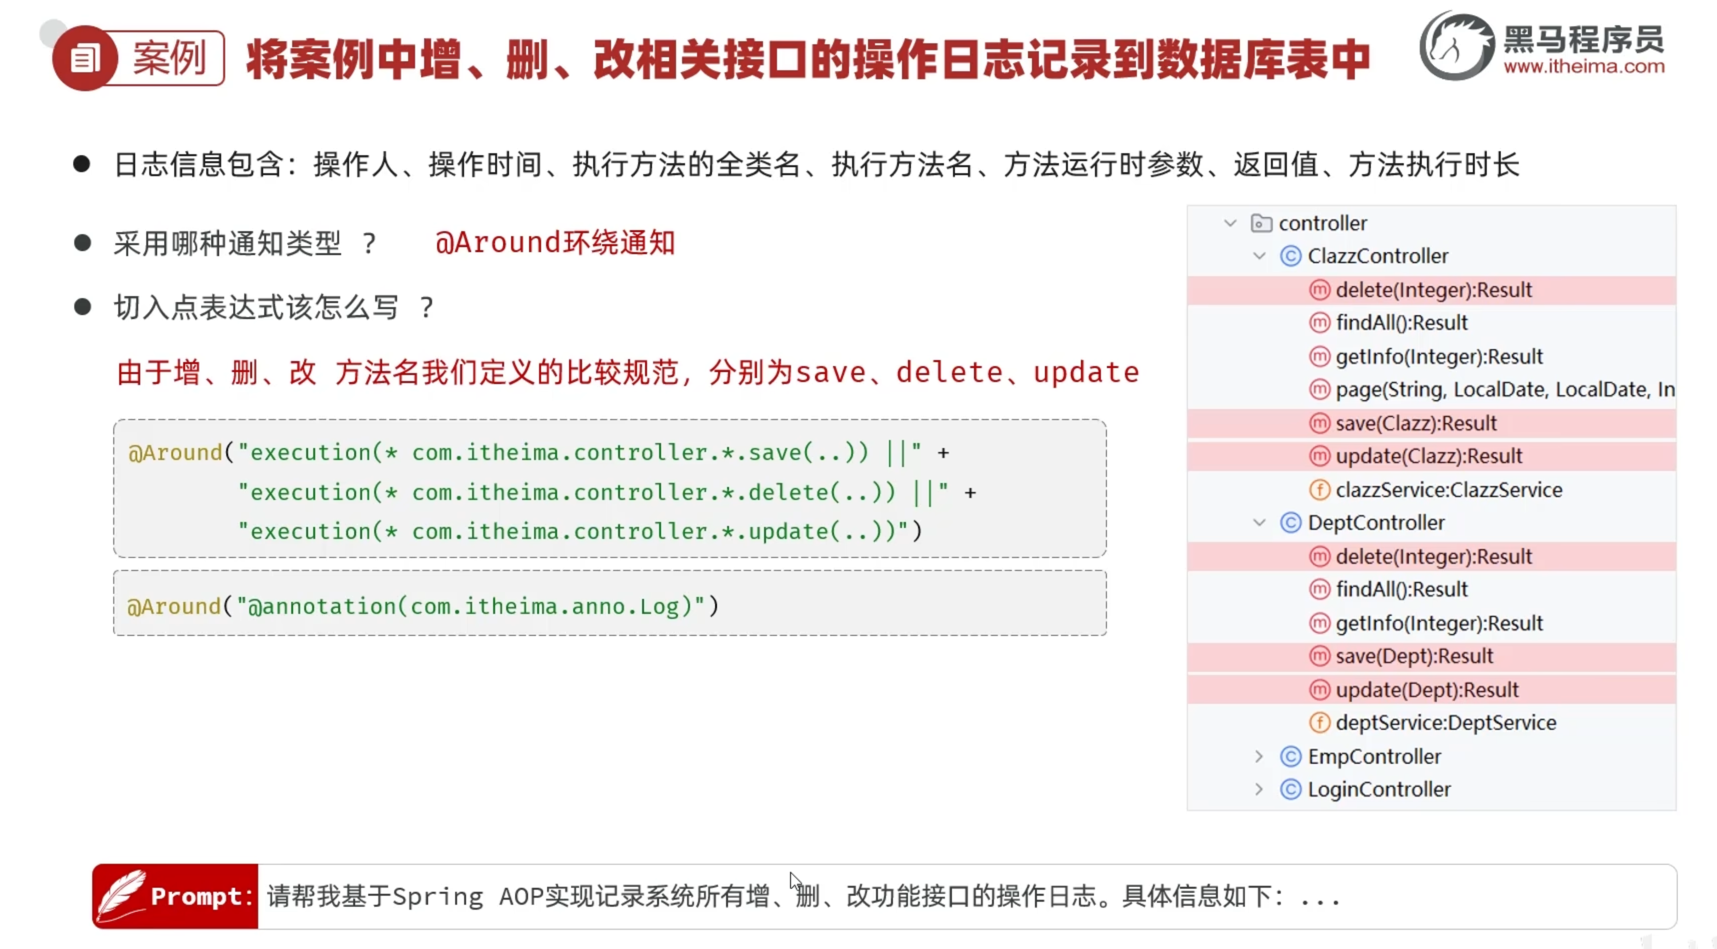 案例 将案例中增、删、改相关接口的操作日志记录到数据库表中
黑马程序员
www.itheima.com
日志信息包含：操作人、操作时间、执行方法的全类名、执行方法名、方法运行时参数、返回值、方法执行时长
采用哪种通知类型 ？ @Around环绕通知
切入点表达式该怎么写 ？
由于增、删、改 方法名我们定义的比较规范，分别为save、delete、update
@Around("execution(* com.itheima.controller.*.save(..)) ||" +
"execution(* com.itheima.controller.*.delete(..)) ||" +
"execution(* com.itheima.controller.*.update(..))")
@Around("@annotation(com.itheima.anno.Log)")
controller
C ClazzController
m delete(Integer):Result
m findAll():Result
m getInfo(Integer):Result
m page(String, LocalDate, LocalDate, In
m save(Clazz):Result
m update(Clazz):Result
f clazzService:ClazzService
C DeptController
m delete(Integer):Result
m findAll():Result
m getInfo(Integer):Result
m save(Dept):Result
m update(Dept):Result
f deptService:DeptService
C EmpController
C LoginController
Prompt: 请帮我基于Spring AOP实现记录系统所有增、删、改功能接口的操作日志。具体信息如下：...